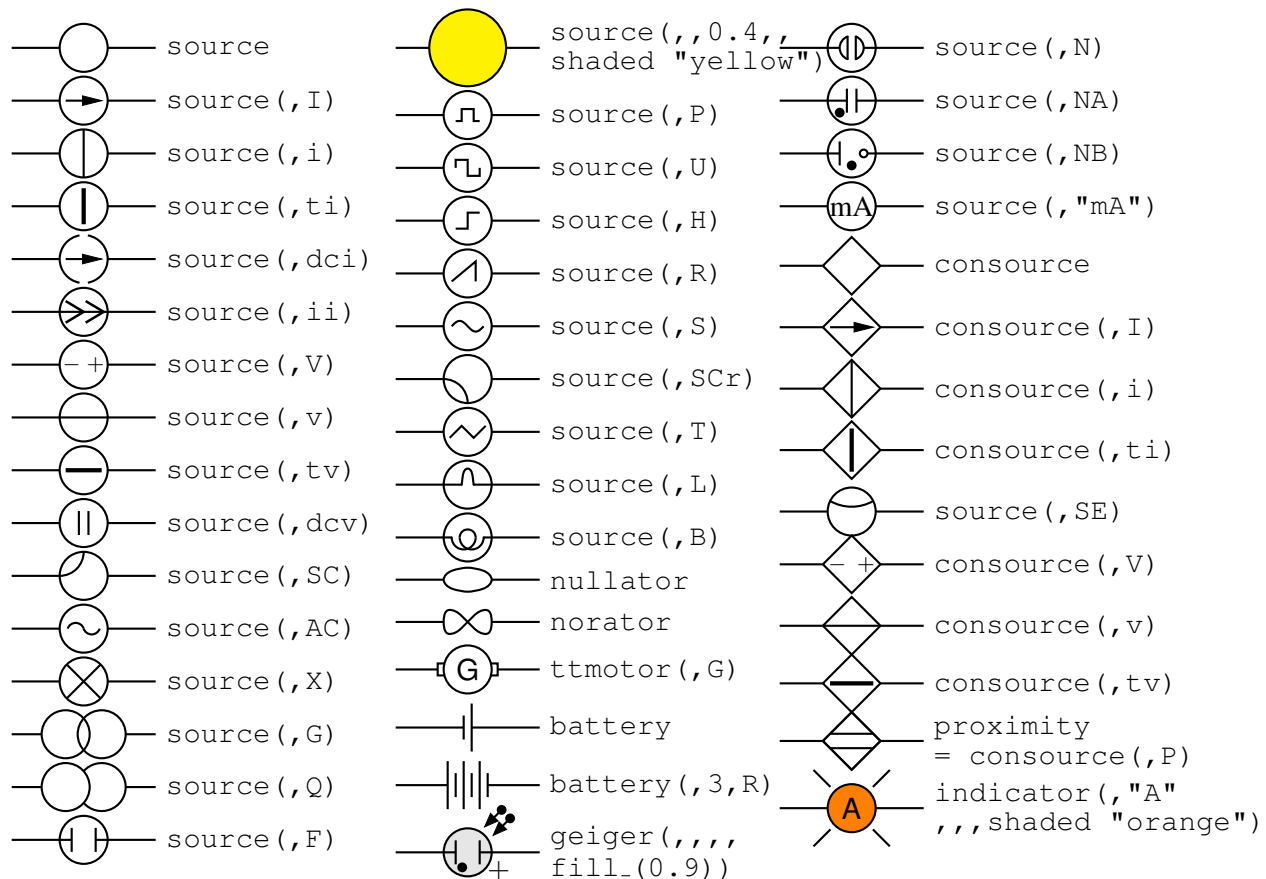 source
source(,I)
source(,i)
source(,ti)
source(,dci)
source(,ii)
− +
source(,V)
source(,v)
source(,tv)
source(,dcv)
source(,SC)
source(,AC)
source(,X)
source(,G)
source(,Q)
source(,F)
source(,,0.4,,
shaded "yellow")
source(,P)
source(,U)
source(,H)
source(,R)
source(,S)
source(,SCr)
source(,T)
source(,L)
source(,B)
nullator
norator
G
ttmotor(,G)
battery
battery(,3,R)
+
geiger(,,,,
fill_(0.9))
source(,N)
source(,NA)
source(,NB)
mA
source(,"mA")
consource
consource(,I)
consource(,i)
consource(,ti)
source(,SE)
− +
consource(,V)
consource(,v)
consource(,tv)
proximity
= consource(,P)
A
indicator(,"A"
,,,shaded "orange")